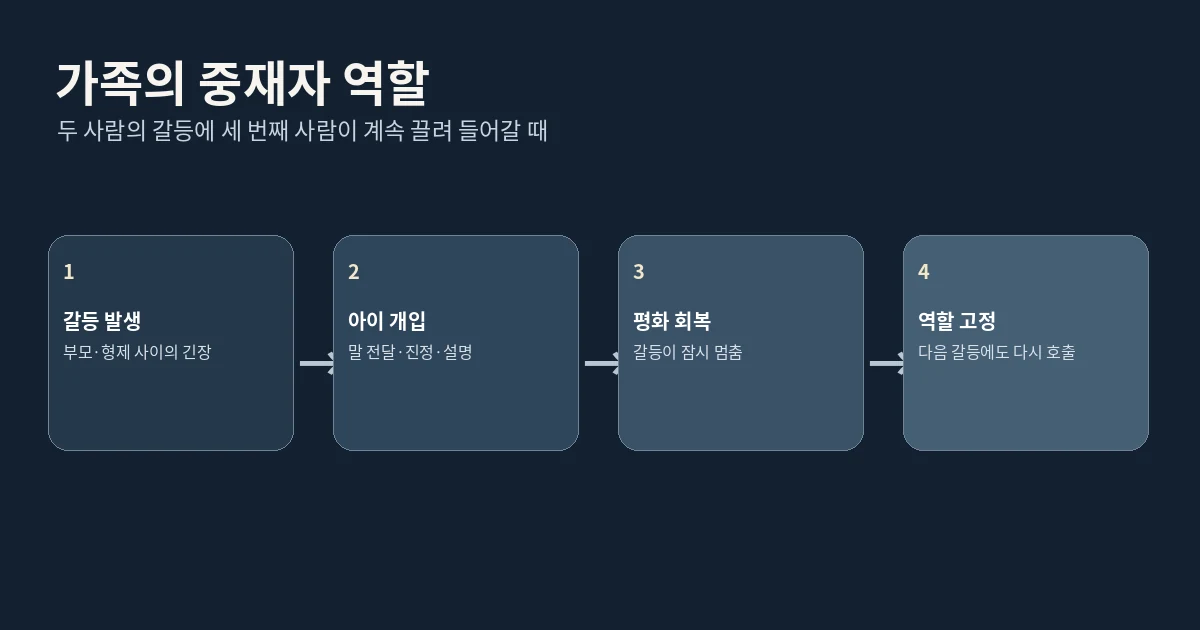 가족의 중재자 역할
두 사람의 갈등에 세 번째 사람이 계속 끌려 들어갈 때
1
갈등 발생
부모·형제 사이의 긴장
2
아이 개입
말 전달·진정·설명
3
평화 회복
갈등이 잠시 멈춤
4
역할 고정
다음 갈등에도 다시 호출